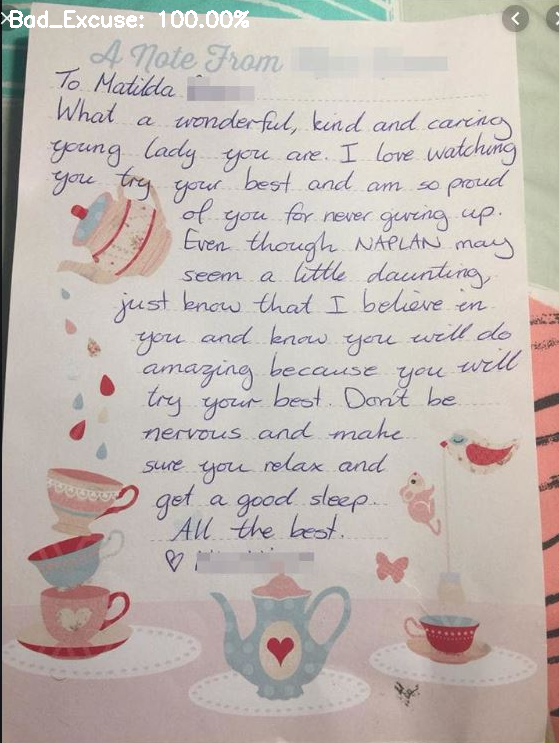 Bad_Excuse: 100.00%
A Note From
To Matilda
What a wonderful, kind and caring
young lady you are. I love watching
you try your best and am so proud
of you for never giving up.
Even though NAPLAN may
seem a little daunting,
just know that I believe in
you and know you will do
amazing because you will
try your best. Don't be
nervous and make
sure you relax and
get a good sleep.
All the best.
♡